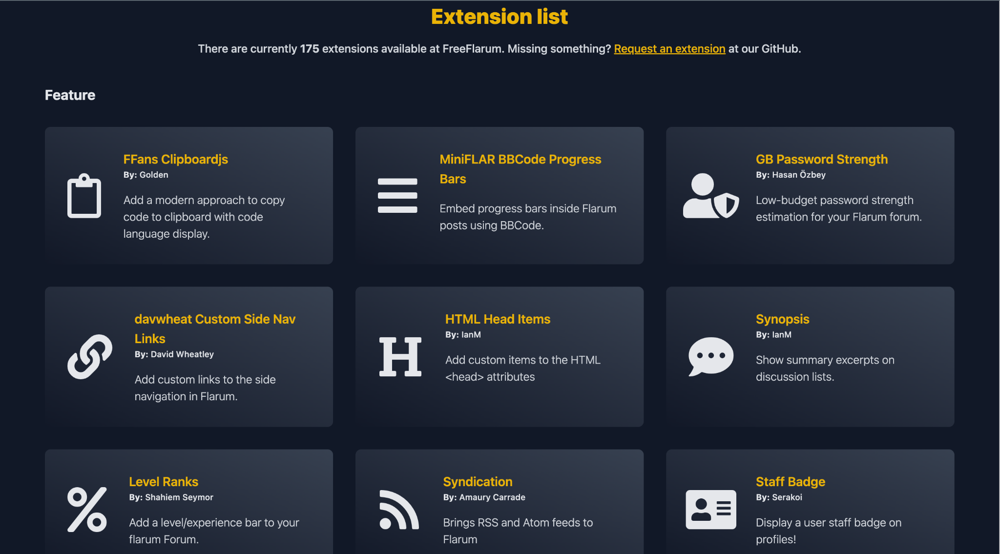 Extension list
There are currently 175 extensions available at FreeFlarum. Missing something? Request an extension at our GitHub.
Feature
FFans Clipboardjs
By: Golden
Add a modern approach to copy
code to clipboard with code
language display.
MiniFLAR BBCode Progress
Bars
Embed progress bars inside Flarum
posts using BBCode.
GB Password Strength
By: Hasan Özbey
Low-budget password strength
estimation for your Flarum forum.
davwheat Custom Side Nav
Links
By: David Wheatley
Add custom links to the side
navigation in Flarum.
HTML Head Items
By: IanM
Add custom items to the HTML
<head> attributes
Synopsis
By: IanM
Show summary excerpts on
discussion lists.
Level Ranks
By: Shahiem Seymor
Add a level/experience bar to your
flarum Forum.
Syndication
By: Amaury Carrade
Brings RSS and Atom feeds to
Flarum
Staff Badge
By: Serakoi
Display a user staff badge on
profiles!